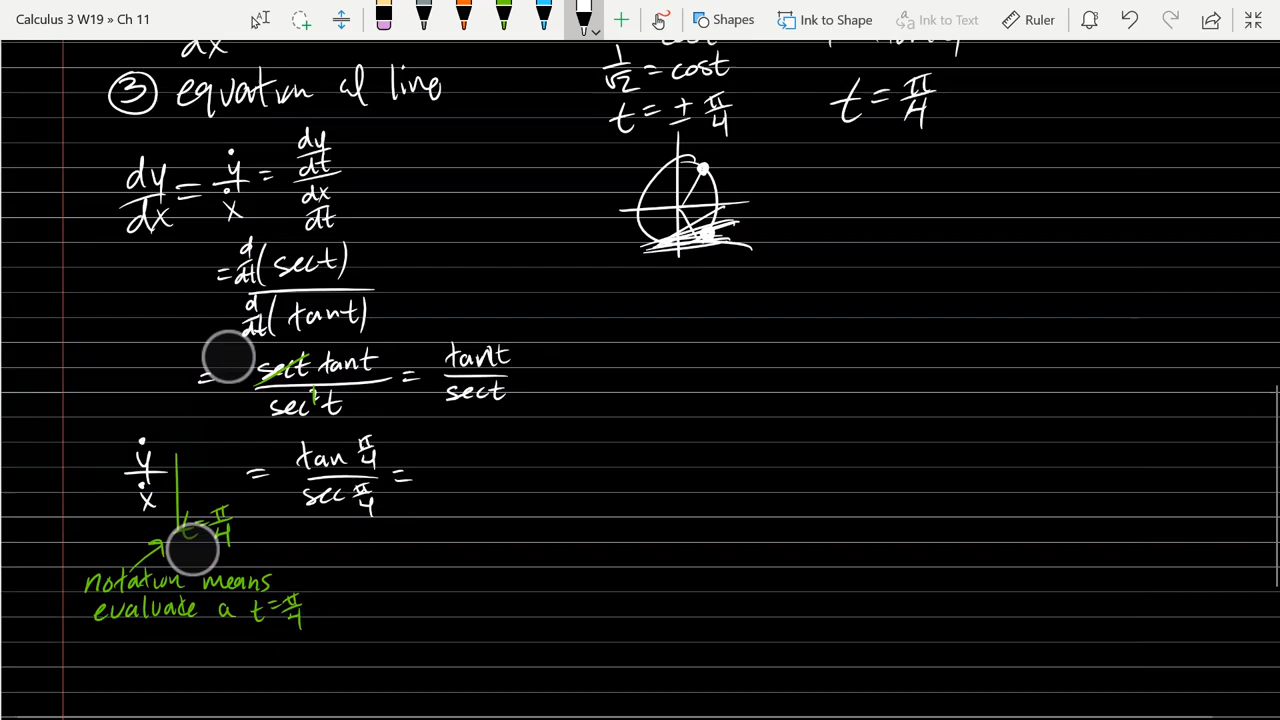 Calculus 3 W19 » Ch 11
Shapes
Ink to Shape
Ink to Text
Ruler
dx
③ equation of line
dy/dx = ẏ/ẋ = (dy/dt)/(dx/dt)
= d/dt(sect) / d/dt(tant)
= sect tant / sec²t = tant / sect
ẏ/ẋ | t=π/4 = tan π/4 / sec π/4 =
notation means
evaluate a t=π/4
1/√2 = cost
t = ± π/4
t = π/4